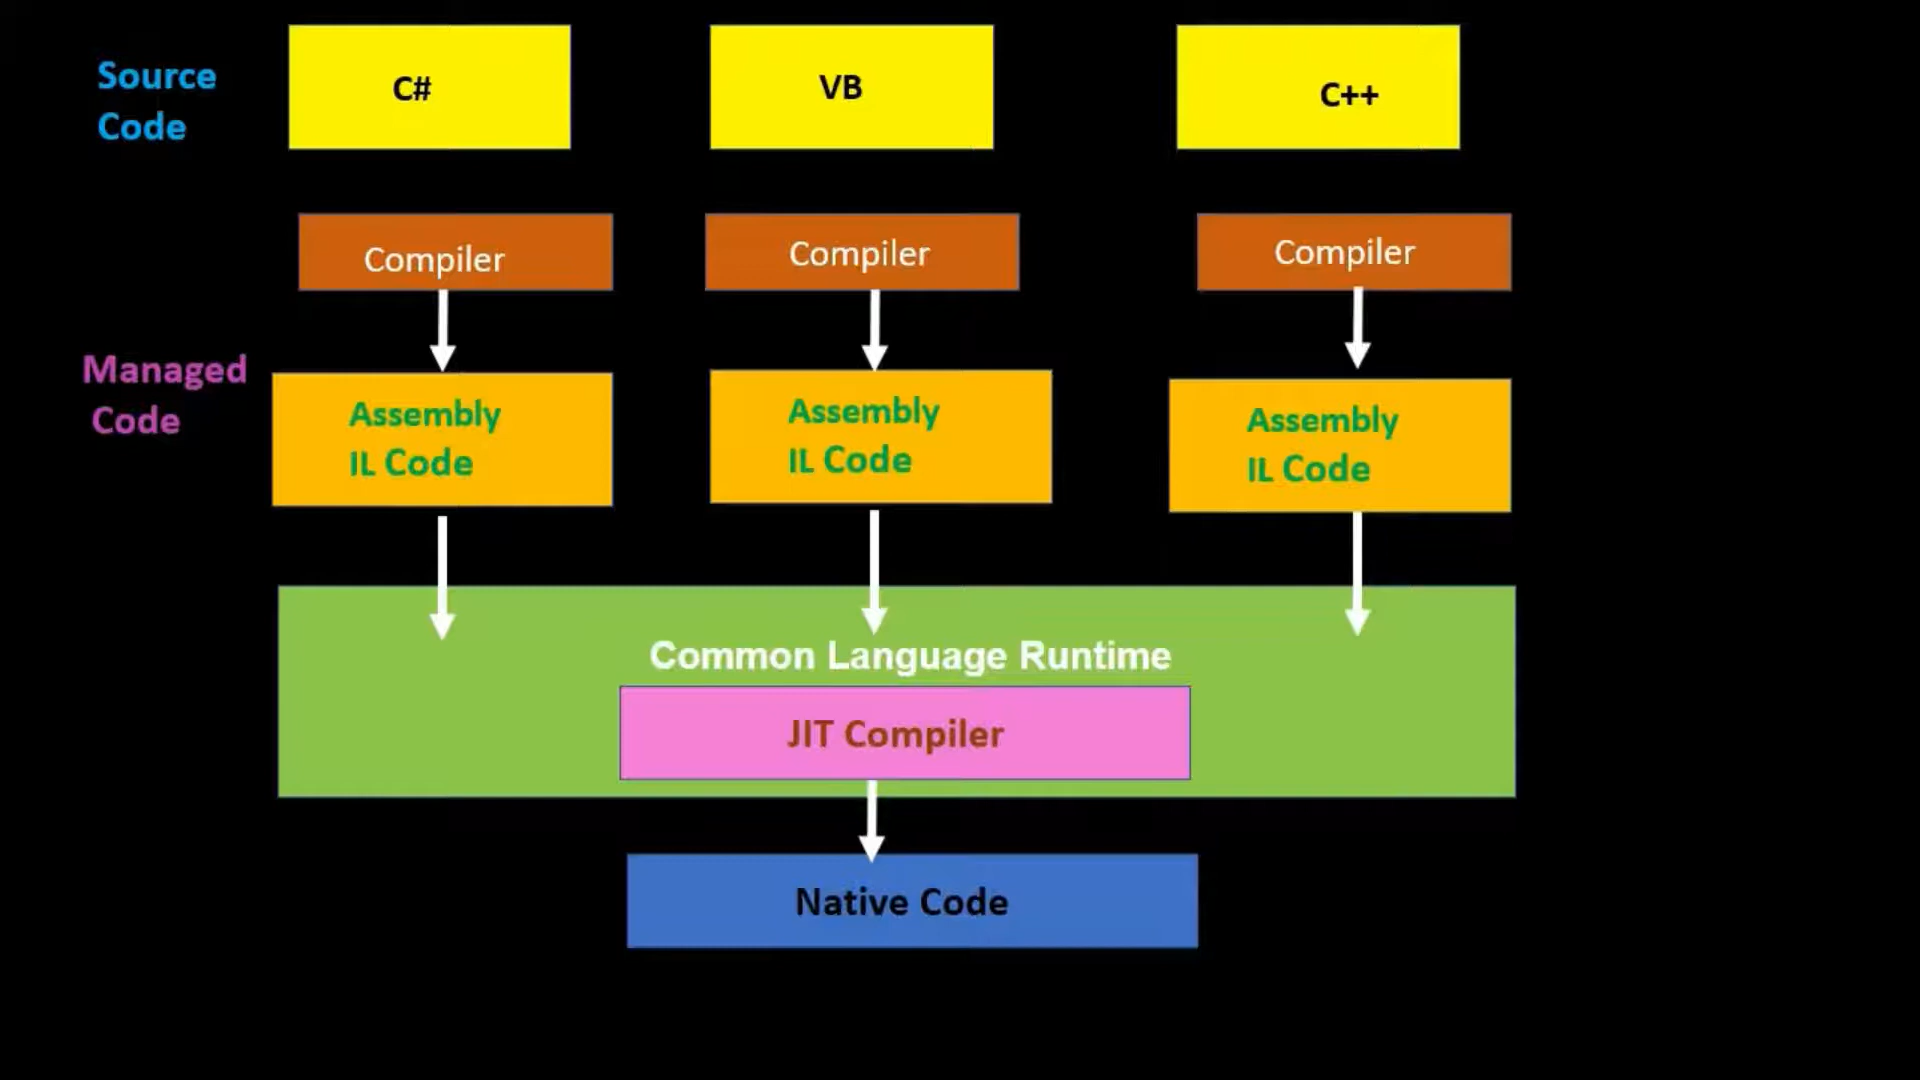 Source
Code
C#
VB
C++
Compiler
Compiler
Compiler
Managed
Code
Assembly
IL Code
Assembly
IL Code
Assembly
IL Code
Common Language Runtime
JIT Compiler
Native Code